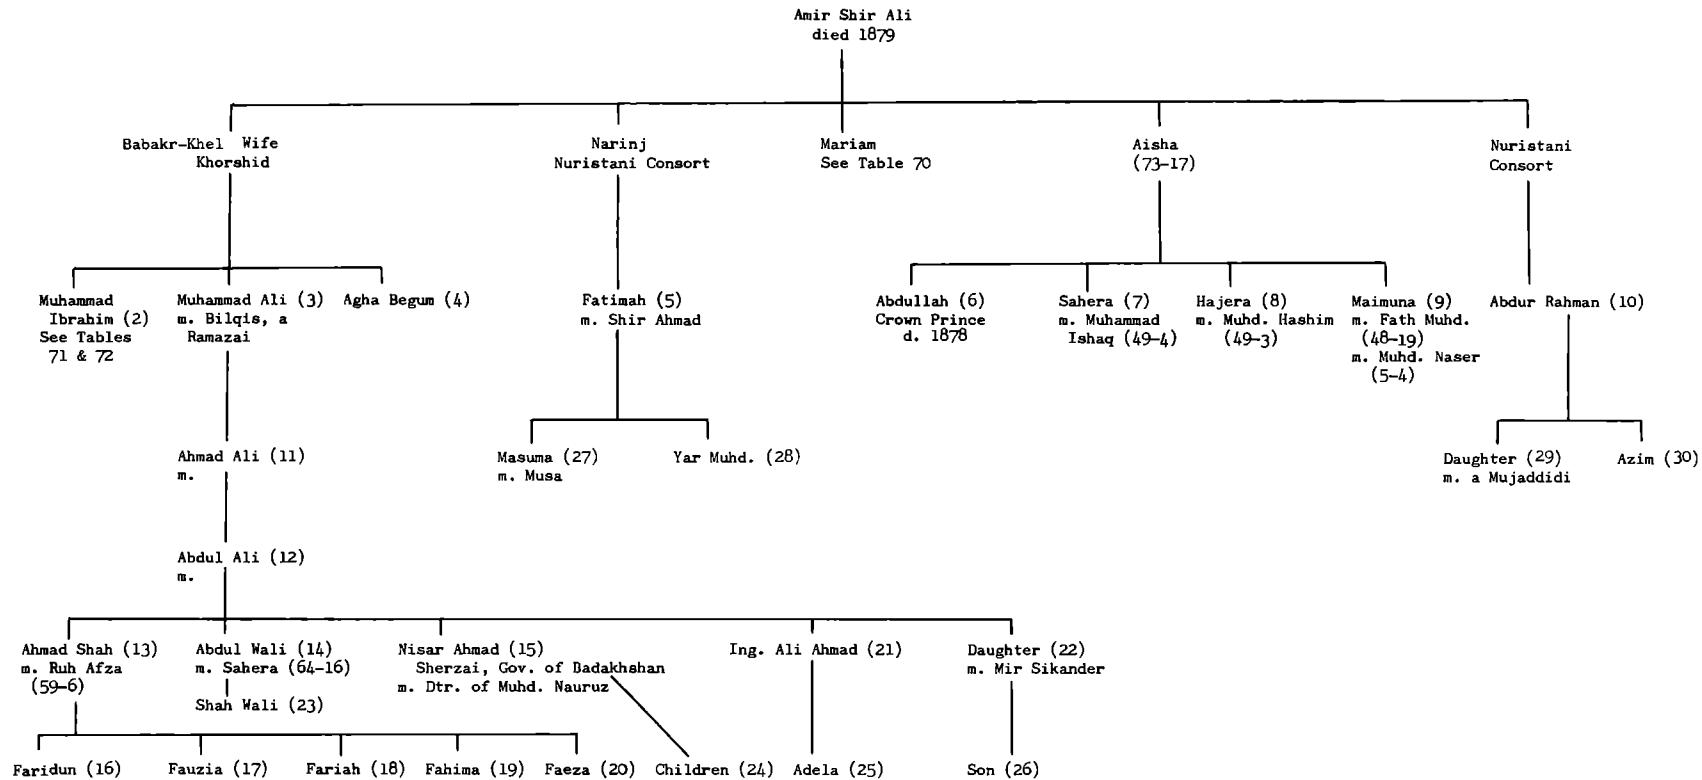 Amir Shir Ali
died 1879
Babakr-Khel Wife
Khorshid
Narinj
Nuristani Consort
Mariam
See Table 70
Aisha
(73-17)
Nuristani
Consort
Muhammad
Ibrahim (2)
See Tables
71 & 72
Muhammad Ali (3)
m. Bilqis, a
Ramazai
Agha Begum (4)
Fatimah (5)
m. Shir Ahmad
Abdullah (6)
Crown Prince
d. 1878
Sahera (7)
m. Muhammad
Ishaq (49-4)
Hajera (8)
m. Muhd. Hashim
(49-3)
Maimuna (9)
m. Fath Muhd.
(48-19)
m. Muhd. Naser
(5-4)
Abdur Rahman (10)
Ahmad Ali (11)
m.
Masuma (27)
m. Musa
Yar Muhd. (28)
Daughter (29)
m. a Mujaddidi
Azim (30)
Abdul Ali (12)
m.
Ahmad Shah (13)
m. Ruh Afza
(59-6)
Abdul Wali (14)
m. Sahera (64-16)
Shah Wali (23)
Nisar Ahmad (15)
Sherzai, Gov. of Badakhshan
m. Dtr. of Muhd. Nauruz
Ing. Ali Ahmad (21)
Daughter (22)
m. Mir Sikander
Faridun (16)
Fauzia (17)
Fariah (18)
Fahima (19)
Faeza (20)
Children (24)
Adela (25)
Son (26)